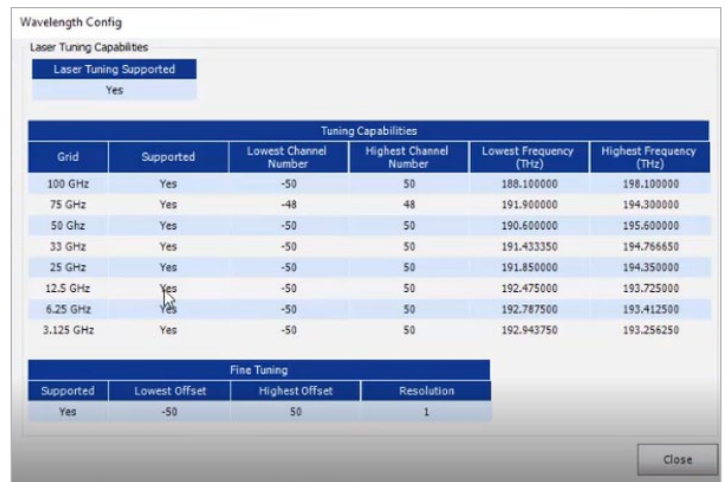 Wavelength Config
Laser Tuning Capabilities
Laser Tuning Supported
Yes
Tuning Capabilities
Grid Supported Lowest Channel Number Highest Channel Number Lowest Frequency (THz) Highest Frequency (THz)
100 GHz Yes -50 50 188.100000 198.100000
75 GHz Yes -48 48 191.900000 194.300000
50 Ghz Yes -50 50 190.600000 195.600000
33 GHz Yes -50 50 191.433350 194.766650
25 GHz Yes -50 50 191.850000 194.350000
12.5 GHz Yes -50 50 192.475000 193.725000
6.25 GHz Yes -50 50 192.787500 193.412500
3.125 GHz Yes -50 50 192.943750 193.256250
Fine Tuning
Supported Lowest Offset Highest Offset Resolution
Yes -50 50 1
Close